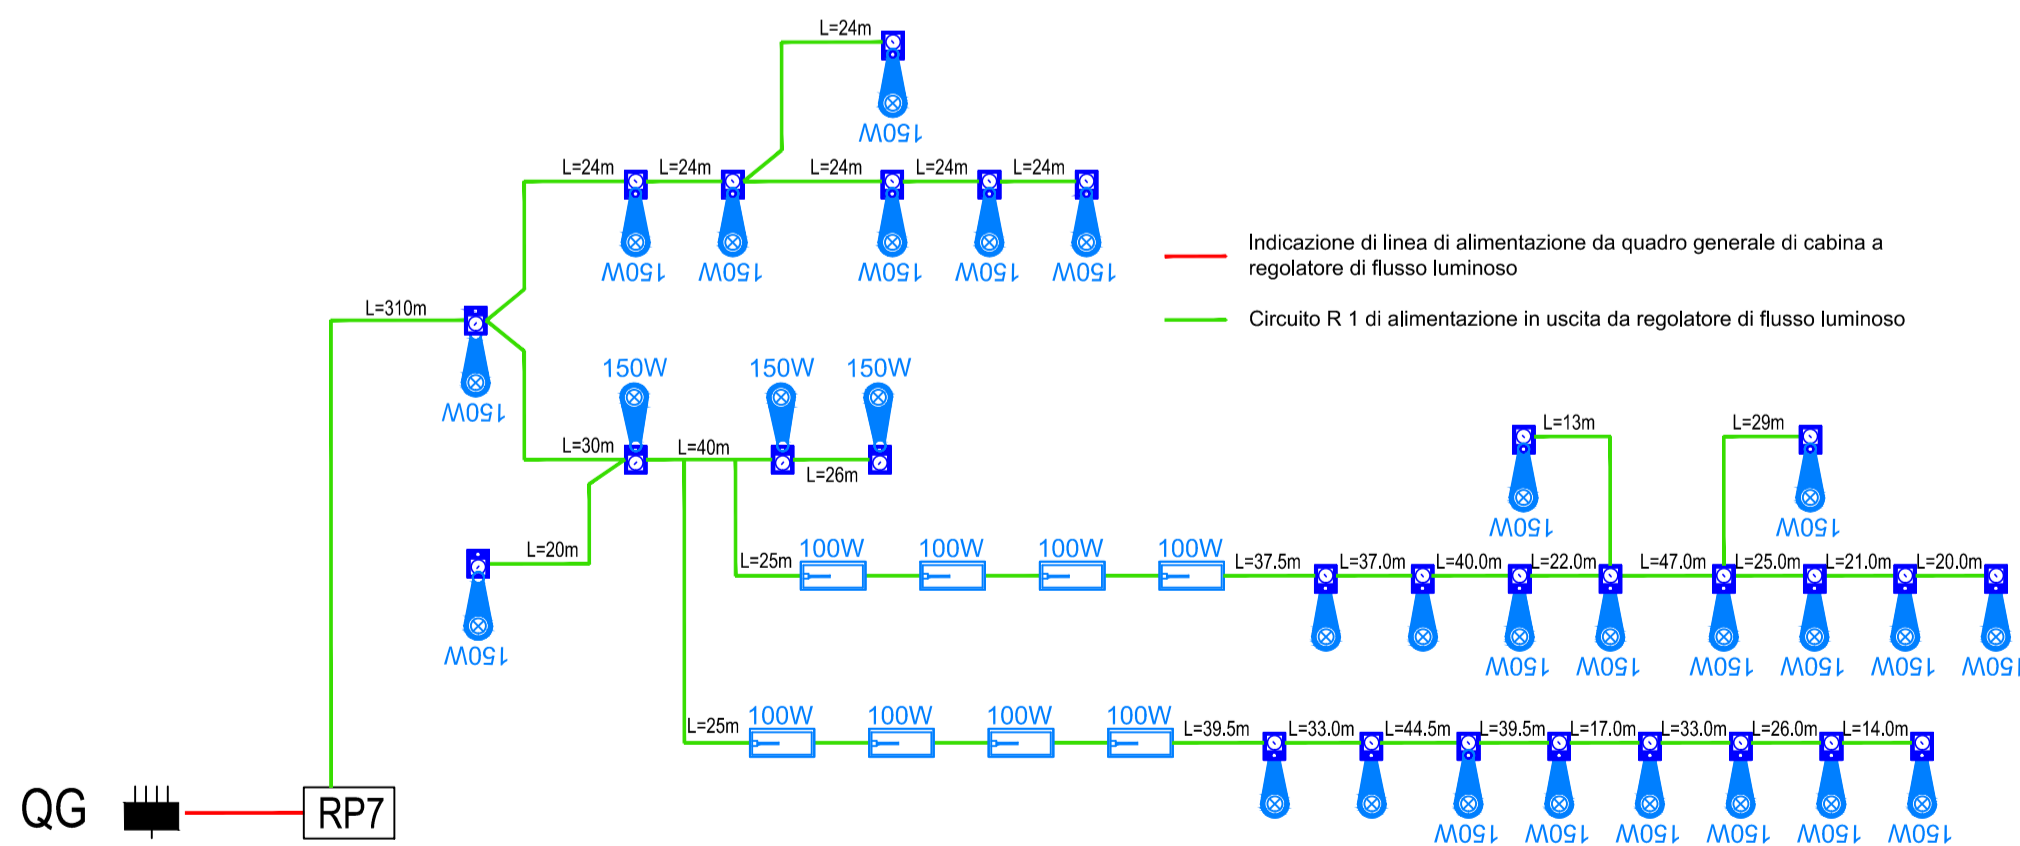 L=24m
150W
L=24m
L=24m
L=24m
L=24m
L=24m
150W
150W
150W
150W
150W
Indicazione di linea di alimentazione da quadro generale di cabina a
regolatore di flusso luminoso
L=310m
Circuito R 1 di alimentazione in uscita da regolatore di flusso luminoso
150W
150W
150W
150W
L=30m
L=40m
L=26m
L=13m
L=29m
150W
150W
L=20m
150W
L=25m
100W
100W
100W
100W
L=37.5m
L=37.0m
L=40.0m
L=22.0m
L=47.0m
L=25.0m
L=21.0m
L=20.0m
150W
150W
150W
150W
150W
150W
L=25m
100W
100W
100W
100W
L=39.5m
L=33.0m
L=44.5m
L=39.5m
L=17.0m
L=33.0m
L=26.0m
L=14.0m
150W
150W
150W
150W
150W
150W
QG
RP7